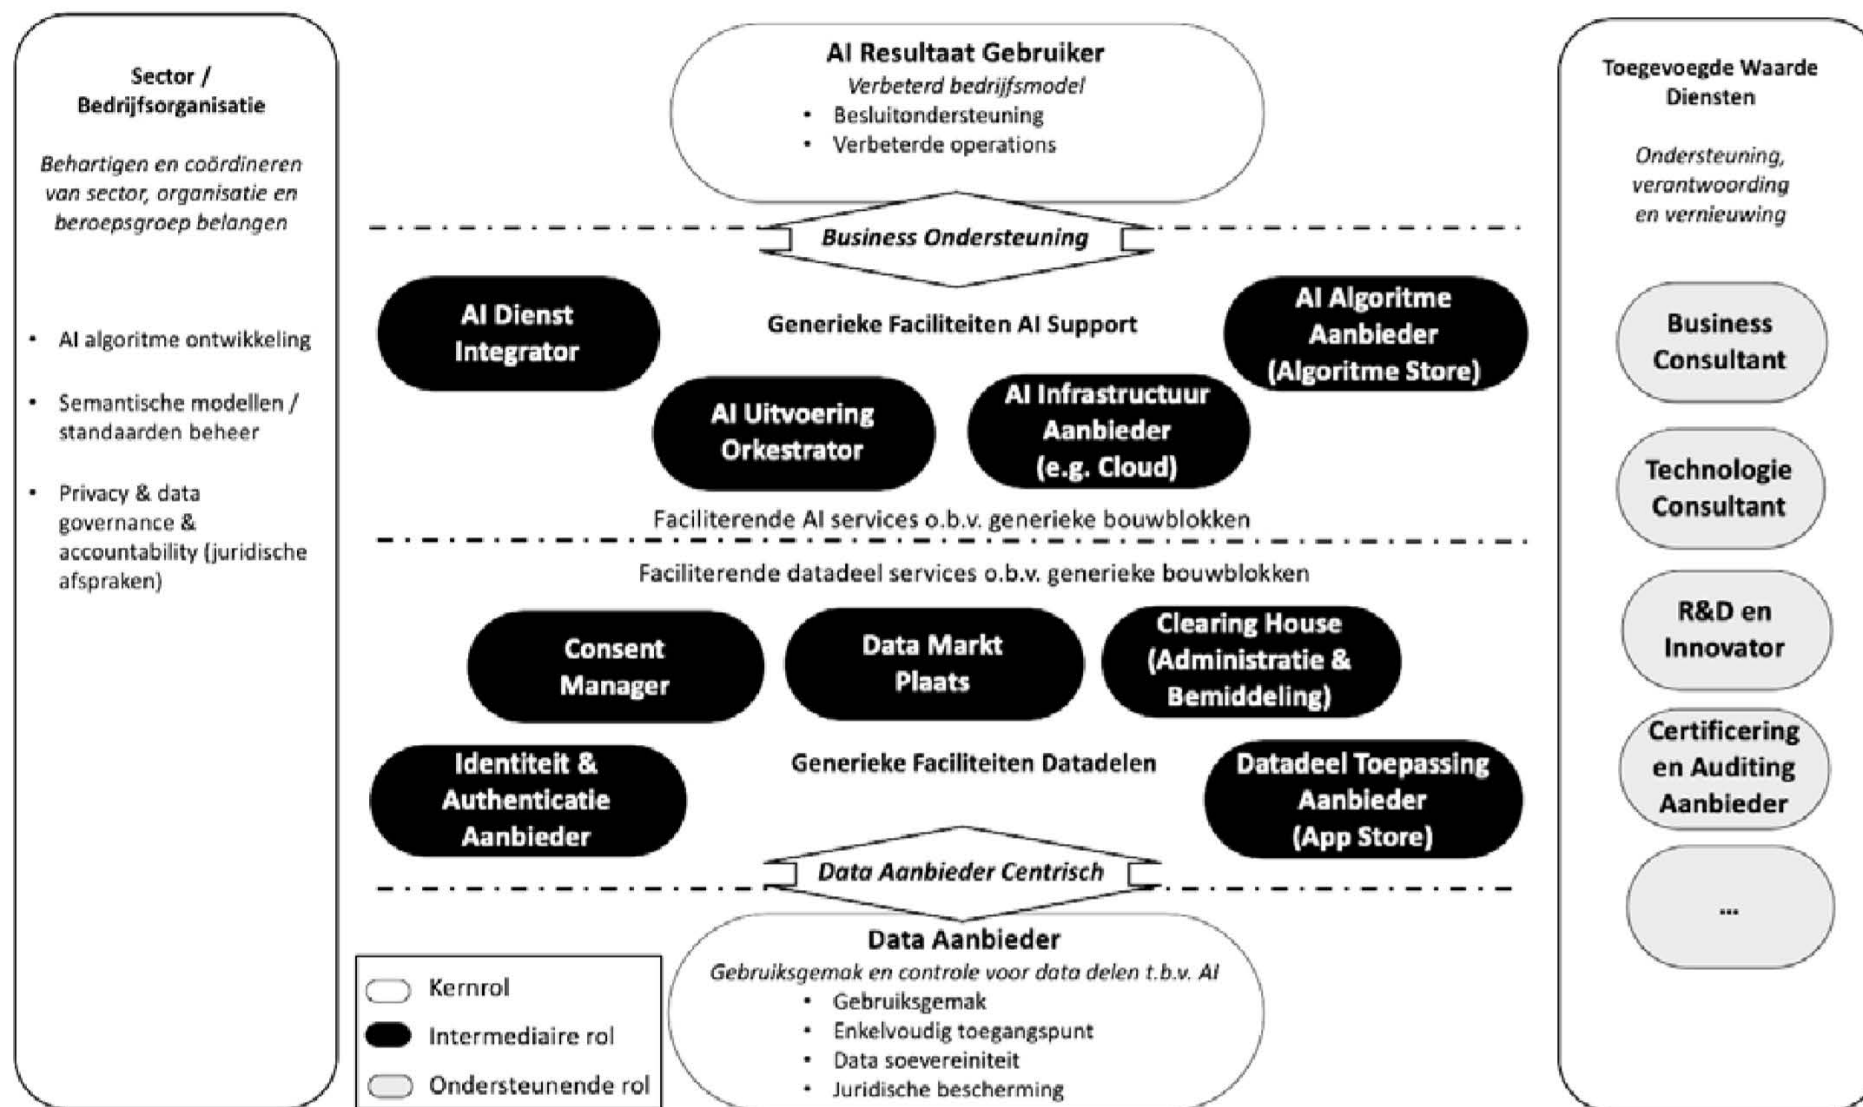 Sector /
Bedrijfsorganisatie
Behartigen en coördineren
van sector, organisatie en
beroepsgroep belangen
• AI algoritme ontwikkeling
• Semantische modellen /
standaarden beheer
• Privacy & data
governance &
accountability (juridische
afspraken)
AI Resultaat Gebruiker
Verbeterd bedrijfsmodel
• Besluitondersteuning
• Verbeterde operations
Business Ondersteuning
AI Dienst
Integrator
Generieke Faciliteiten AI Support
AI Algoritme
Aanbieder
(Algoritme Store)
AI Uitvoering
Orkestrator
AI Infrastructuur
Aanbieder
(e.g. Cloud)
Faciliterende AI services o.b.v. generieke bouwblokken
Faciliterende datadeel services o.b.v. generieke bouwblokken
Consent
Manager
Data Markt
Plaats
Clearing House
(Administratie &
Bemiddeling)
Identiteit &
Authenticatie
Aanbieder
Generieke Faciliteiten Datadelen
Datadeel Toepassing
Aanbieder
(App Store)
Data Aanbieder Centrisch
Data Aanbieder
Gebruiksgemak en controle voor data delen t.b.v. AI
• Gebruiksgemak
• Enkelvoudig toegangspunt
• Data soevereiniteit
• Juridische bescherming
Kernrol
Intermediaire rol
Ondersteunende rol
Toegevoegde Waarde
Diensten
Ondersteuning,
verantwoording
en vernieuwing
Business
Consultant
Technologie
Consultant
R&D en
Innovator
Certificering
en Auditing
Aanbieder
...